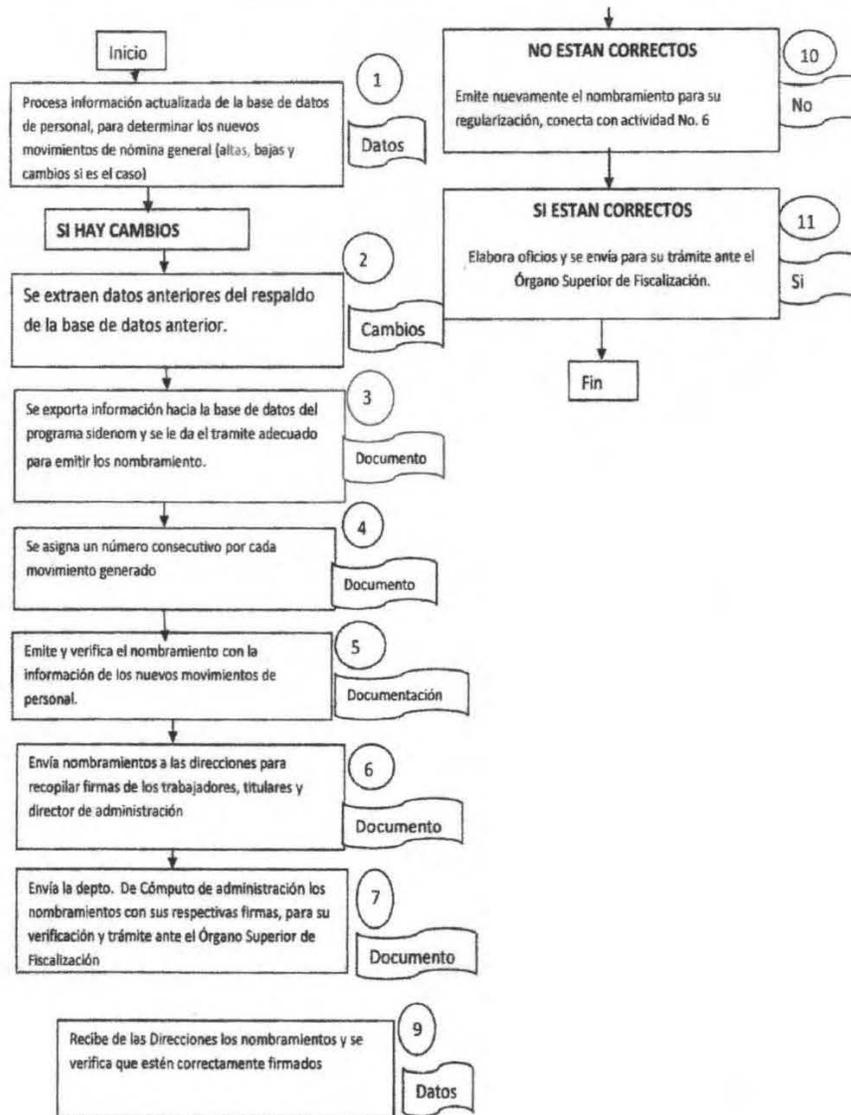 Inicio
1
Procesa información actualizada de la base de datos
de personal, para determinar los nuevos
movimientos de nómina general (altas, bajas y
cambios si es el caso)
Datos
SI HAY CAMBIOS
2
Se extraen datos anteriores del respaldo
de la base de datos anterior.
Cambios
3
Se exporta información hacia la base de datos del
programa sidenom y se le da el tramite adecuado
para emitir los nombramiento.
Documento
4
Se asigna un número consecutivo por cada
movimiento generado
Documento
5
Emite y verifica el nombramiento con la
información de los nuevos movimientos de
personal.
Documentación
6
Envía nombramientos a las direcciones para
recopilar firmas de los trabajadores, titulares y
director de administración
Documento
7
Envía la depto. De Cómputo de administración los
nombramientos con sus respectivas firmas, para su
verificación y trámite ante el Órgano Superior de
Fiscalización
Documento
9
Recibe de las Direcciones los nombramientos y se
verifica que estén correctamente firmados
Datos
NO ESTAN CORRECTOS
10
Emite nuevamente el nombramiento para su
regularización, conecta con actividad No. 6
No
SI ESTAN CORRECTOS
11
Elabora oficios y se envía para su trámite ante el
Órgano Superior de Fiscalización.
Si
Fin